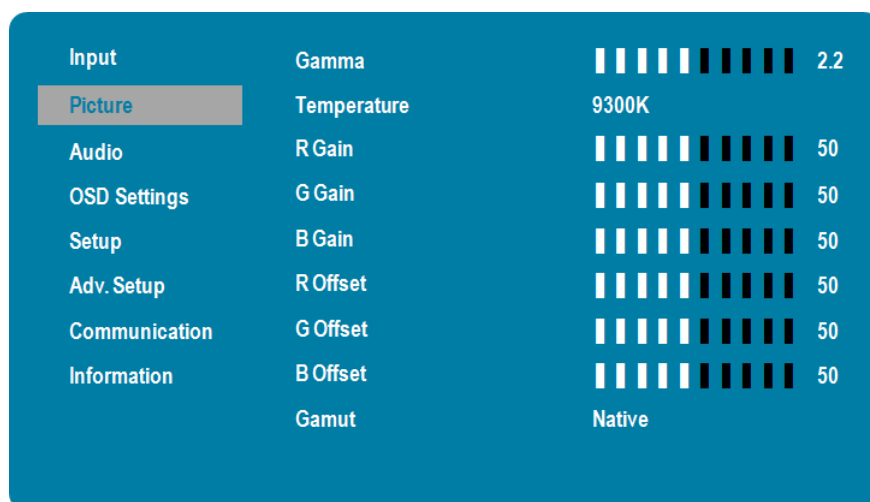 Input
Gamma 2.2
Picture
Temperature 9300K
Audio
R Gain 50
OSD Settings
G Gain 50
Setup
B Gain 50
Adv. Setup
R Offset 50
Communication
G Offset 50
Information
B Offset 50
Gamut Native